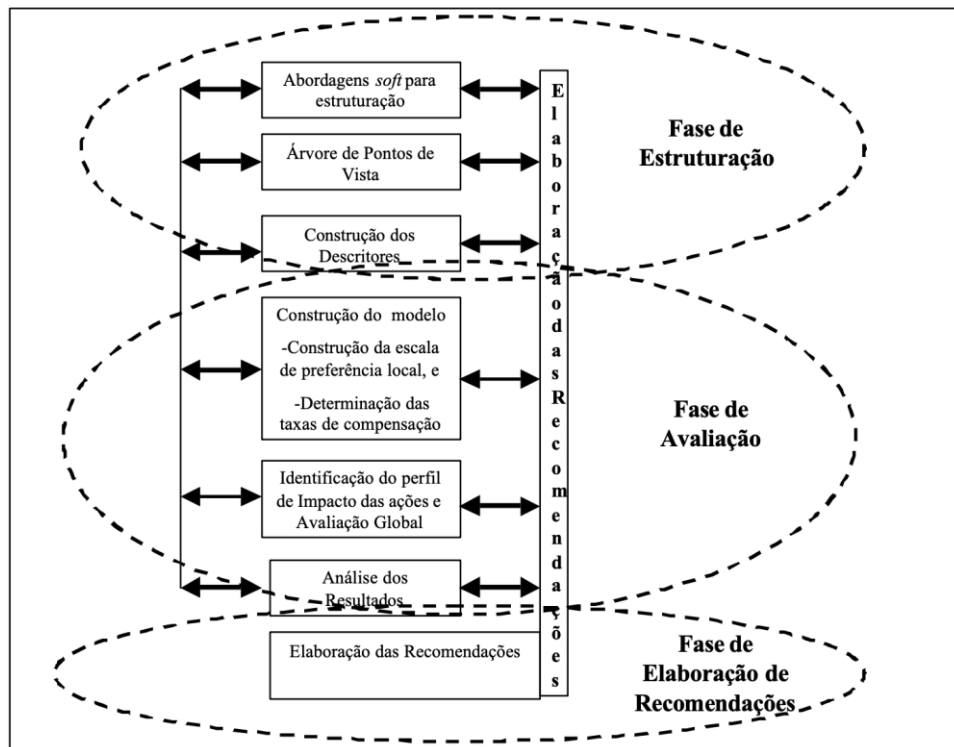 Abordagens soft para
estruturação
Árvore de Pontos de
Vista
Construção dos
Descritores
Fase de
Estruturação
Construção do modelo
-Construção da escala
de preferência local, e
-Determinação das
taxas de compensação
Identificação do perfil
de Impacto das ações e
Avaliação Global
Análise dos
Resultados
Fase de
Avaliação
Elaboração das Recomendações
Elaboraçãodas Recomendações
Fase de
Elaboração de
Recomendações